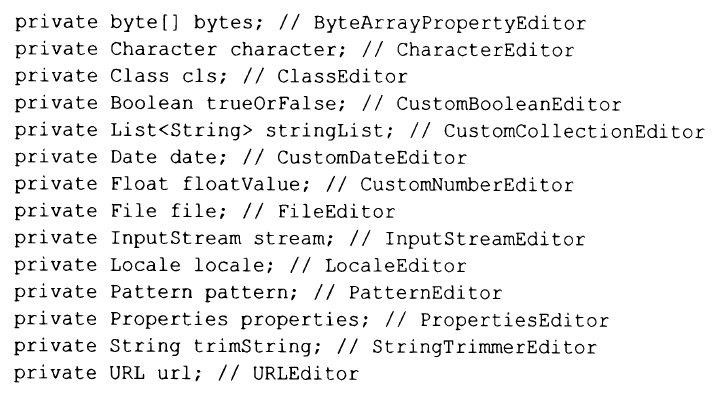 private byte[] bytes; // ByteArrayPropertyEditor
private Character character; // CharacterEditor
private Class cls; // ClassEditor
private Boolean trueOrFalse; // CustomBooleanEditor
private List<String> stringList; // CustomCollectionEditor
private Date date; // CustomDateEditor
private Float floatValue; // CustomNumberEditor
private File file; // FileEditor
private InputStream stream; // InputStreamEditor
private Locale locale; // LocaleEditor
private Pattern pattern; // PatternEditor
private Properties properties; // PropertiesEditor
private String trimString; // StringTrimmerEditor
private URL url; // URLEditor